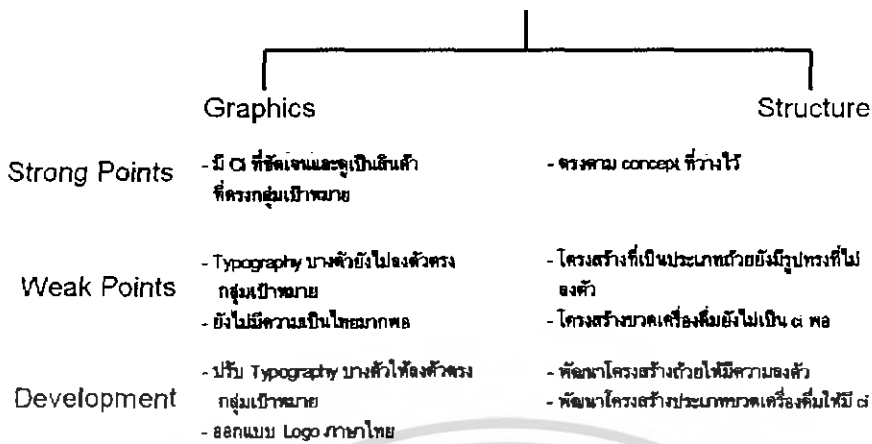 Graphics
Structure
Strong Points
- มี CI ที่ชัดเจนและดูเป็นสินค้า
ที่ตรงกลุ่มเป้าหมาย
- ตรงตาม concept ที่วางไว้
Weak Points
- Typography บางตัวยังไม่ลงตัวตรง
กลุ่มเป้าหมาย
- ยังไม่มีความเป็นไทยมากพอ
- โครงสร้างที่เป็นประเภทถ้วยยังมีรูปทรงที่ไม่
ลงตัว
- โครงสร้างขวดเครื่องดื่มยังไม่เป็น ci พอ
Development
- ปรับ Typography บางตัวให้ลงตัวตรง
กลุ่มเป้าหมาย
- ออกแบบ Logo ภาษาไทย
- พัฒนาโครงสร้างถ้วยให้มีความลงตัว
- พัฒนาโครงสร้างประเภทขวดเครื่องดื่มให้มี ci